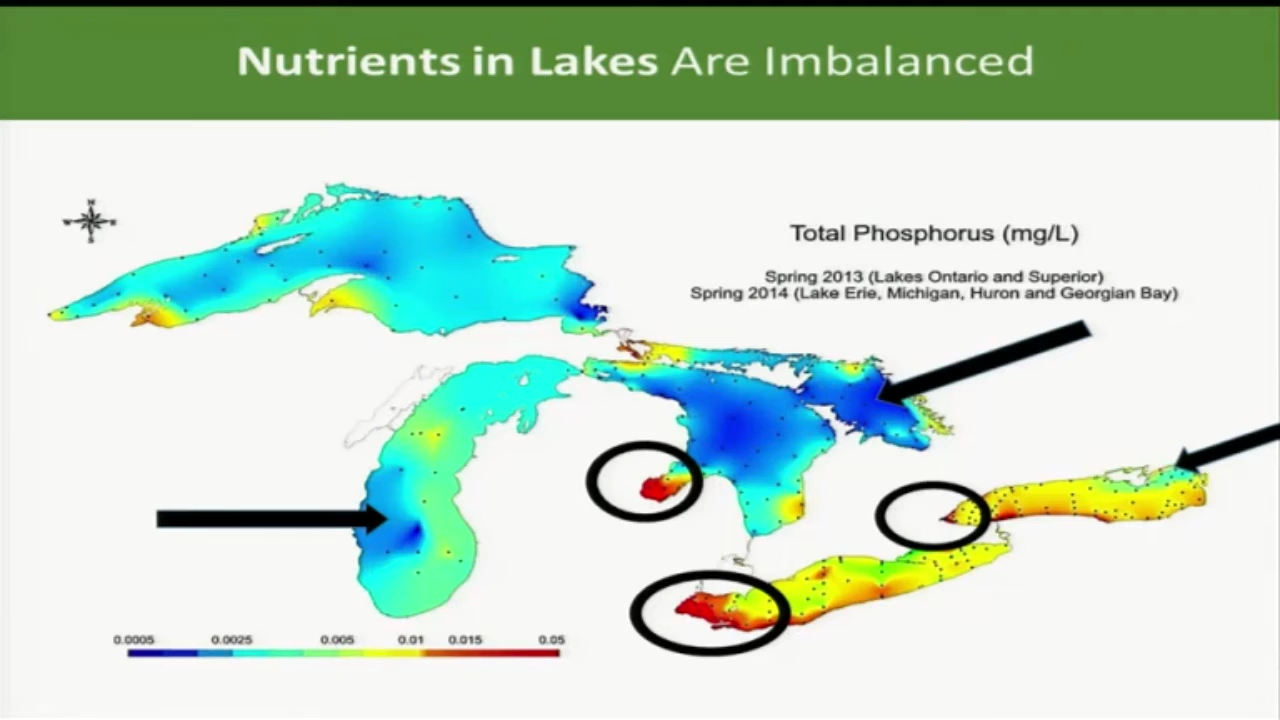 Nutrients in Lakes Are Imbalanced
N
W E
S
Total Phosphorus (mg/L)
Spring 2013 (Lakes Ontario and Superior)
Spring 2014 (Lake Erie, Michigan, Huron and Georgian Bay)
0.0005 0.0025 0.005 0.01 0.015 0.05